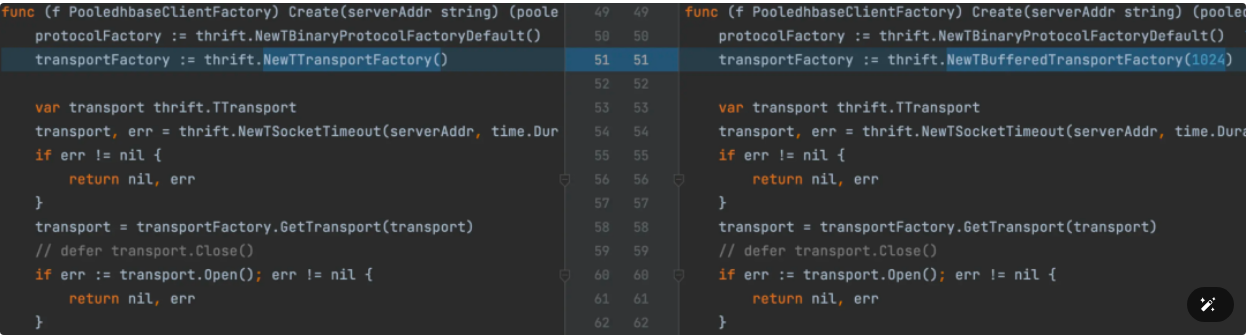 func (f PooledhbaseClientFactory) Create(serverAddr string) (poole 49 49 func (f PooledhbaseClientFactory) Create(serverAddr string) (pooled
protocolFactory := thrift.NewTBinaryProtocolFactoryDefault() 50 50 protocolFactory := thrift.NewTBinaryProtocolFactoryDefault()
transportFactory := thrift.NewTTransportFactory() 51 51 transportFactory := thrift.NewTBufferedTransportFactory(1024)
52 52
var transport thrift.TTransport 53 53 var transport thrift.TTransport
transport, err = thrift.NewTSocketTimeout(serverAddr, time.Dur 54 54 transport, err = thrift.NewTSocketTimeout(serverAddr, time.Dura
if err != nil { 55 55 if err != nil {
return nil, err 56 56 return nil, err
} 57 57 }
transport = transportFactory.GetTransport(transport) 58 58 transport = transportFactory.GetTransport(transport)
// defer transport.Close() 59 59 // defer transport.Close()
if err := transport.Open(); err != nil { 60 60 if err := transport.Open(); err != nil {
return nil, err 61 61 return nil, err
} 62 62 }